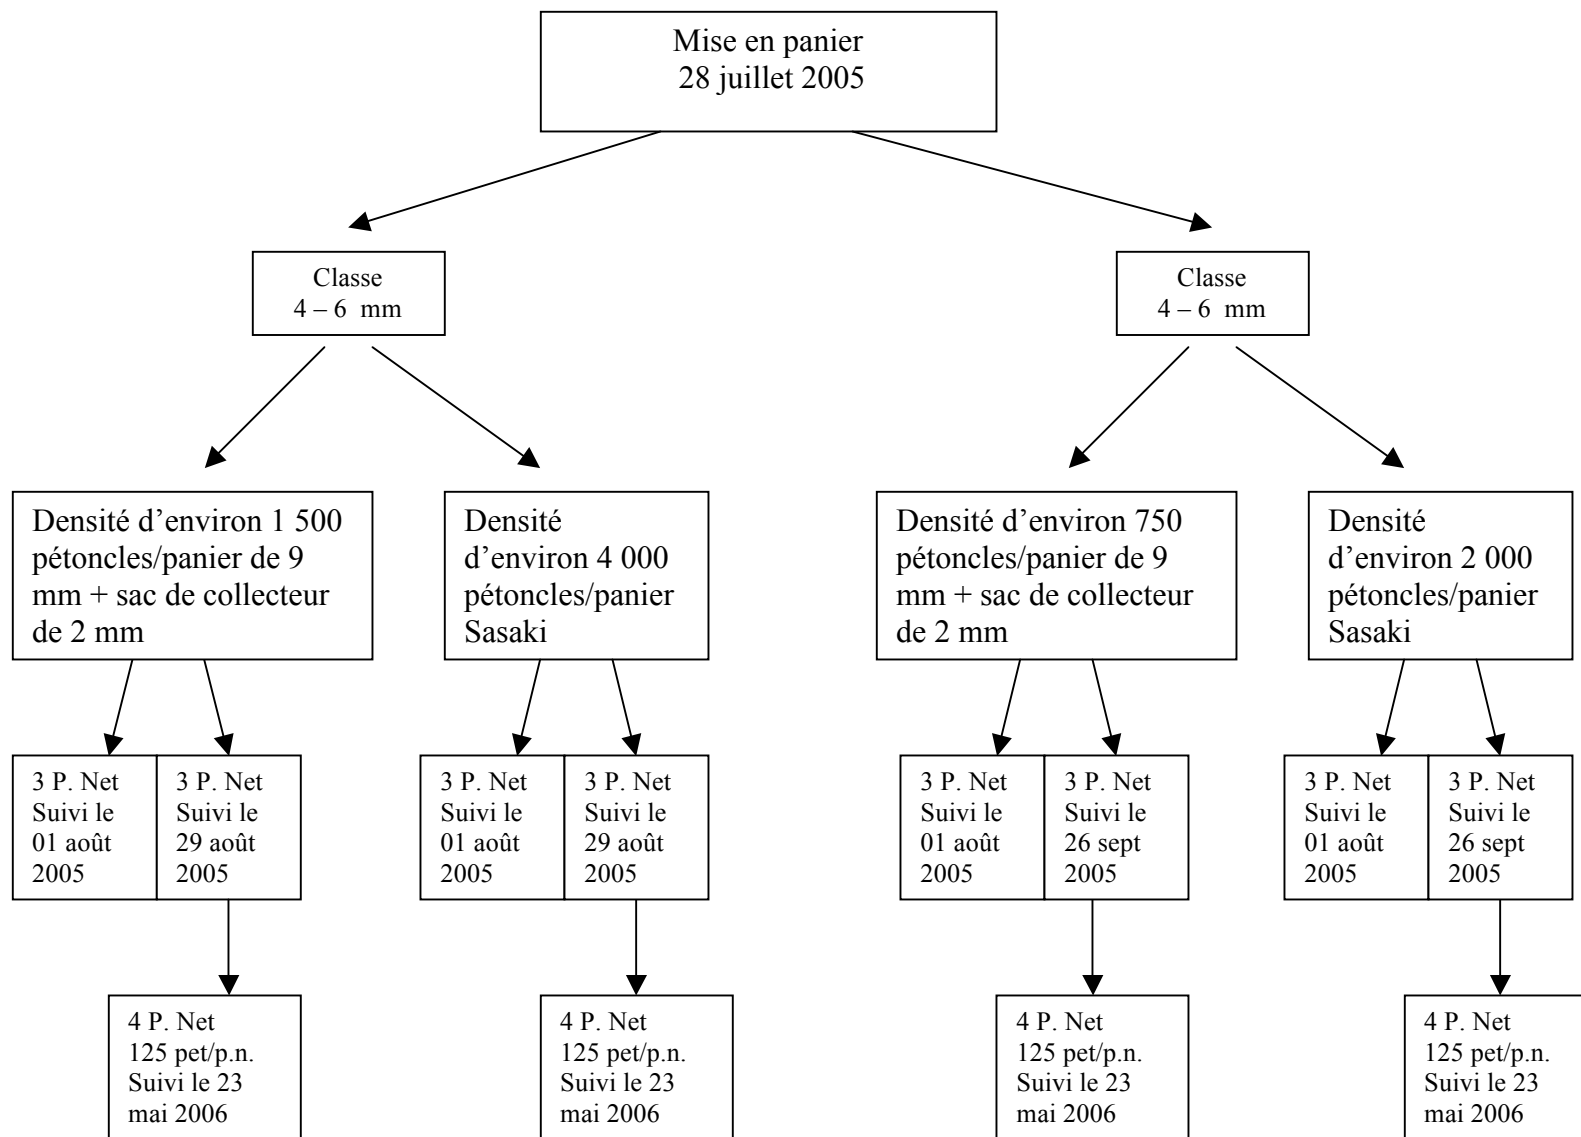 Mise en panier
28 juillet 2005
Classe
4 – 6 mm
Classe
4 – 6 mm
Densité d’environ 1 500
pétoncles/panier de 9
mm + sac de collecteur
de 2 mm
Densité
d’environ 4 000
pétoncles/panier
Sasaki
Densité d’environ 750
pétoncles/panier de 9
mm + sac de collecteur
de 2 mm
Densité
d’environ 2 000
pétoncles/panier
Sasaki
3 P. Net
Suivi le
01 août
2005
3 P. Net
Suivi le
29 août
2005
3 P. Net
Suivi le
01 août
2005
3 P. Net
Suivi le
29 août
2005
3 P. Net
Suivi le
01 août
2005
3 P. Net
Suivi le
26 sept
2005
3 P. Net
Suivi le
01 août
2005
3 P. Net
Suivi le
26 sept
2005
4 P. Net
125 pet/p.n.
Suivi le 23
mai 2006
4 P. Net
125 pet/p.n.
Suivi le 23
mai 2006
4 P. Net
125 pet/p.n.
Suivi le 23
mai 2006
4 P. Net
125 pet/p.n.
Suivi le 23
mai 2006